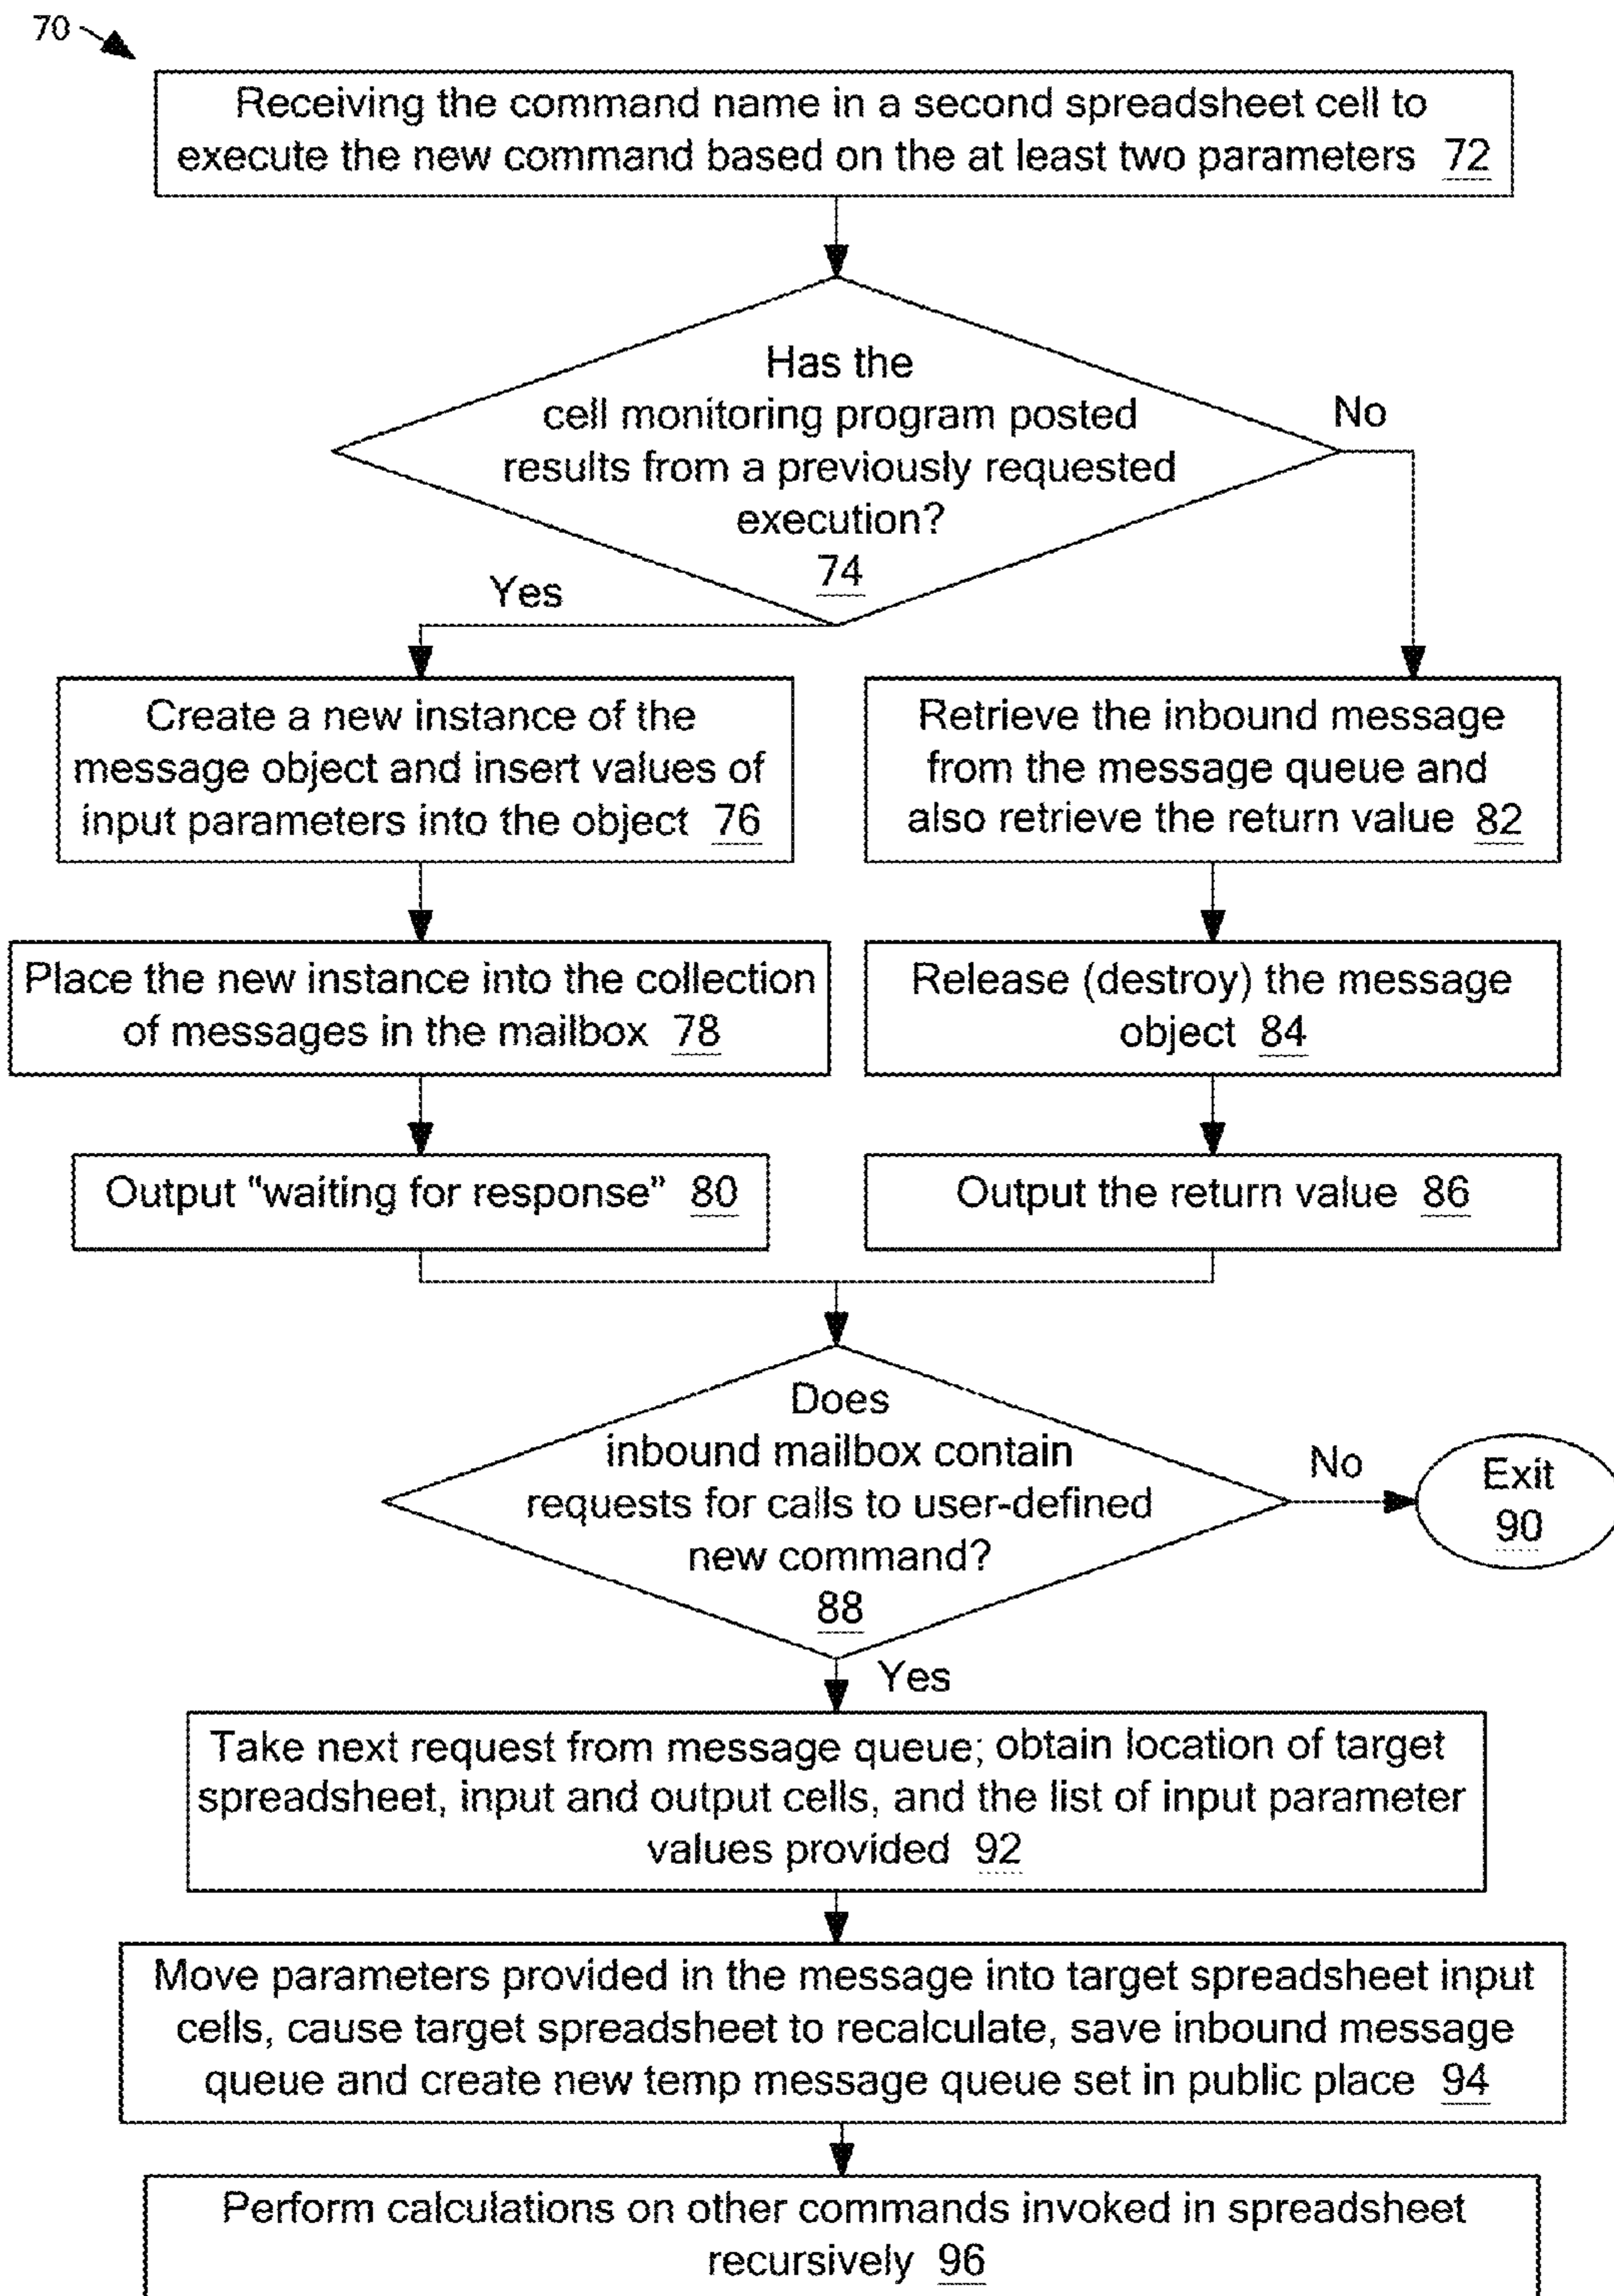 70
Receiving the command name in a second spreadsheet cell to
execute the new command based on the at least two parameters 72
Has the
cell monitoring program posted
results from a previously requested
execution?
74
No
Yes
Create a new instance of the
message object and insert values of
input parameters into the object 76
Retrieve the inbound message
from the message queue and
also retrieve the return value 82
Place the new instance into the collection
of messages in the mailbox 78
Release (destroy) the message
object 84
Output “waiting for response” 80
Output the return value 86
Does
inbound mailbox contain
requests for calls to user-defined
new command?
88
No
Exit
90
Yes
Take next request from message queue; obtain location of target
spreadsheet, input and output cells, and the list of input parameter
values provided 92
Move parameters provided in the message into target spreadsheet input
cells, cause target spreadsheet to recalculate, save inbound message
queue and create new temp message queue set in public place 94
Perform calculations on other commands invoked in spreadsheet
recursively 96